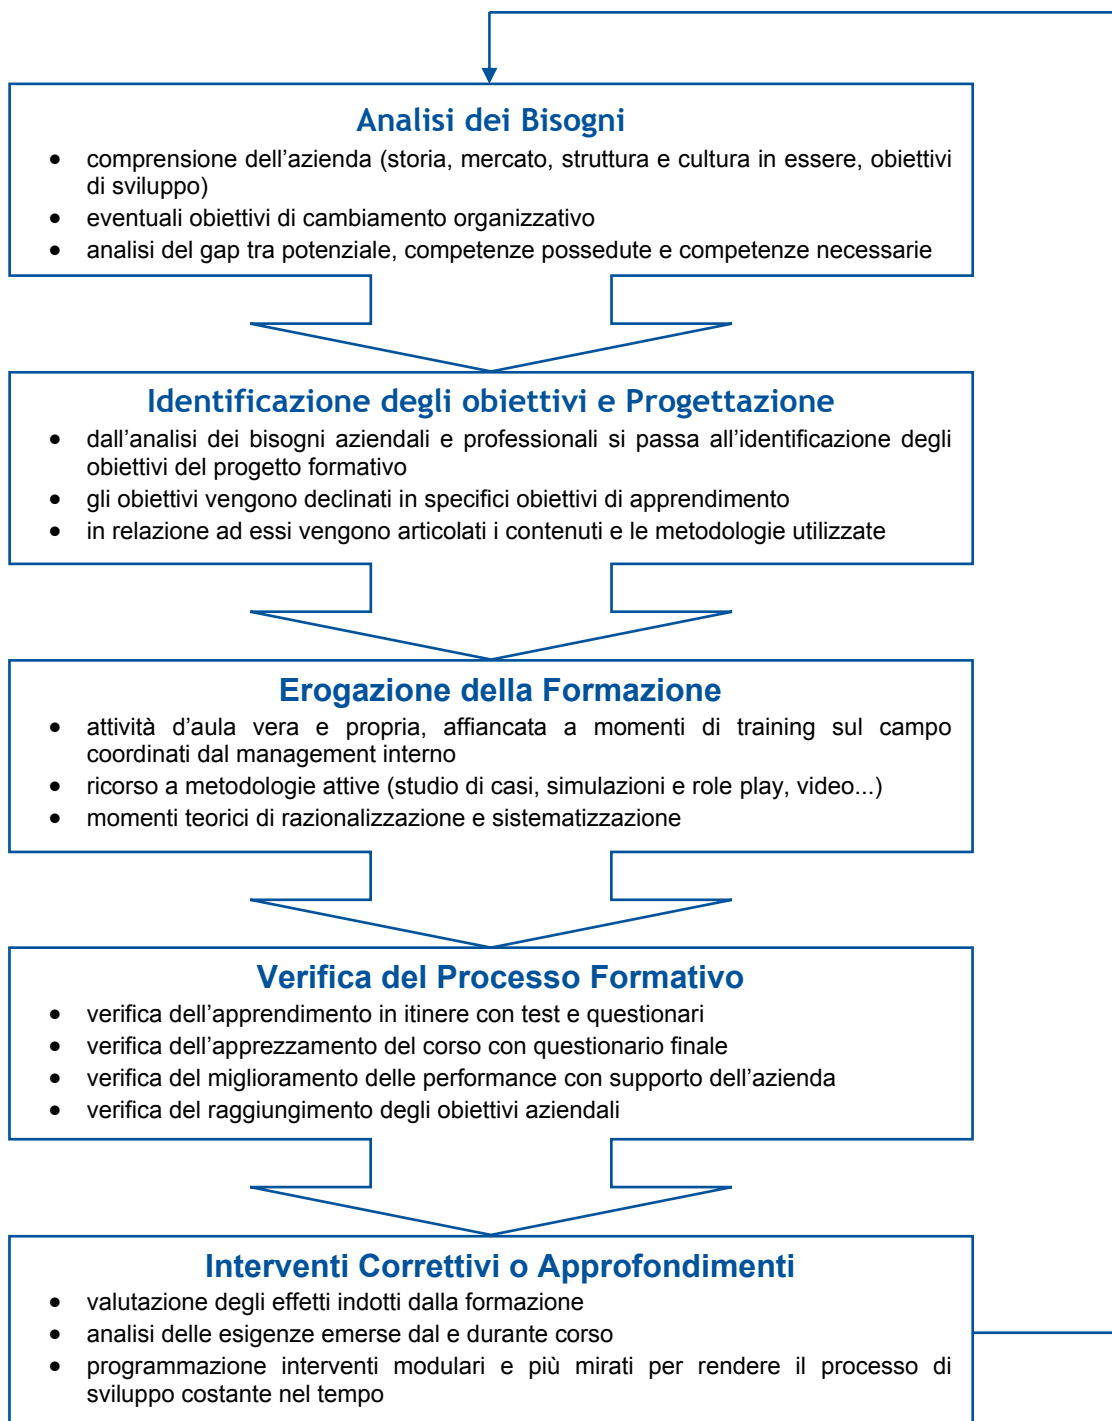 Analisi dei Bisogni
• comprensione dell’azienda (storia, mercato, struttura e cultura in essere, obiettivi
di sviluppo)
• eventuali obiettivi di cambiamento organizzativo
• analisi del gap tra potenziale, competenze possedute e competenze necessarie
Identificazione degli obiettivi e Progettazione
• dall’analisi dei bisogni aziendali e professionali si passa all’identificazione degli
obiettivi del progetto formativo
• gli obiettivi vengono declinati in specifici obiettivi di apprendimento
• in relazione ad essi vengono articolati i contenuti e le metodologie utilizzate
Erogazione della Formazione
• attività d’aula vera e propria, affiancata a momenti di training sul campo
coordinati dal management interno
• ricorso a metodologie attive (studio di casi, simulazioni e role play, video...)
• momenti teorici di razionalizzazione e sistematizzazione
Verifica del Processo Formativo
• verifica dell’apprendimento in itinere con test e questionari
• verifica dell’apprezzamento del corso con questionario finale
• verifica del miglioramento delle performance con supporto dell’azienda
• verifica del raggiungimento degli obiettivi aziendali
Interventi Correttivi o Approfondimenti
• valutazione degli effetti indotti dalla formazione
• analisi delle esigenze emerse dal e durante corso
• programmazione interventi modulari e più mirati per rendere il processo di
sviluppo costante nel tempo